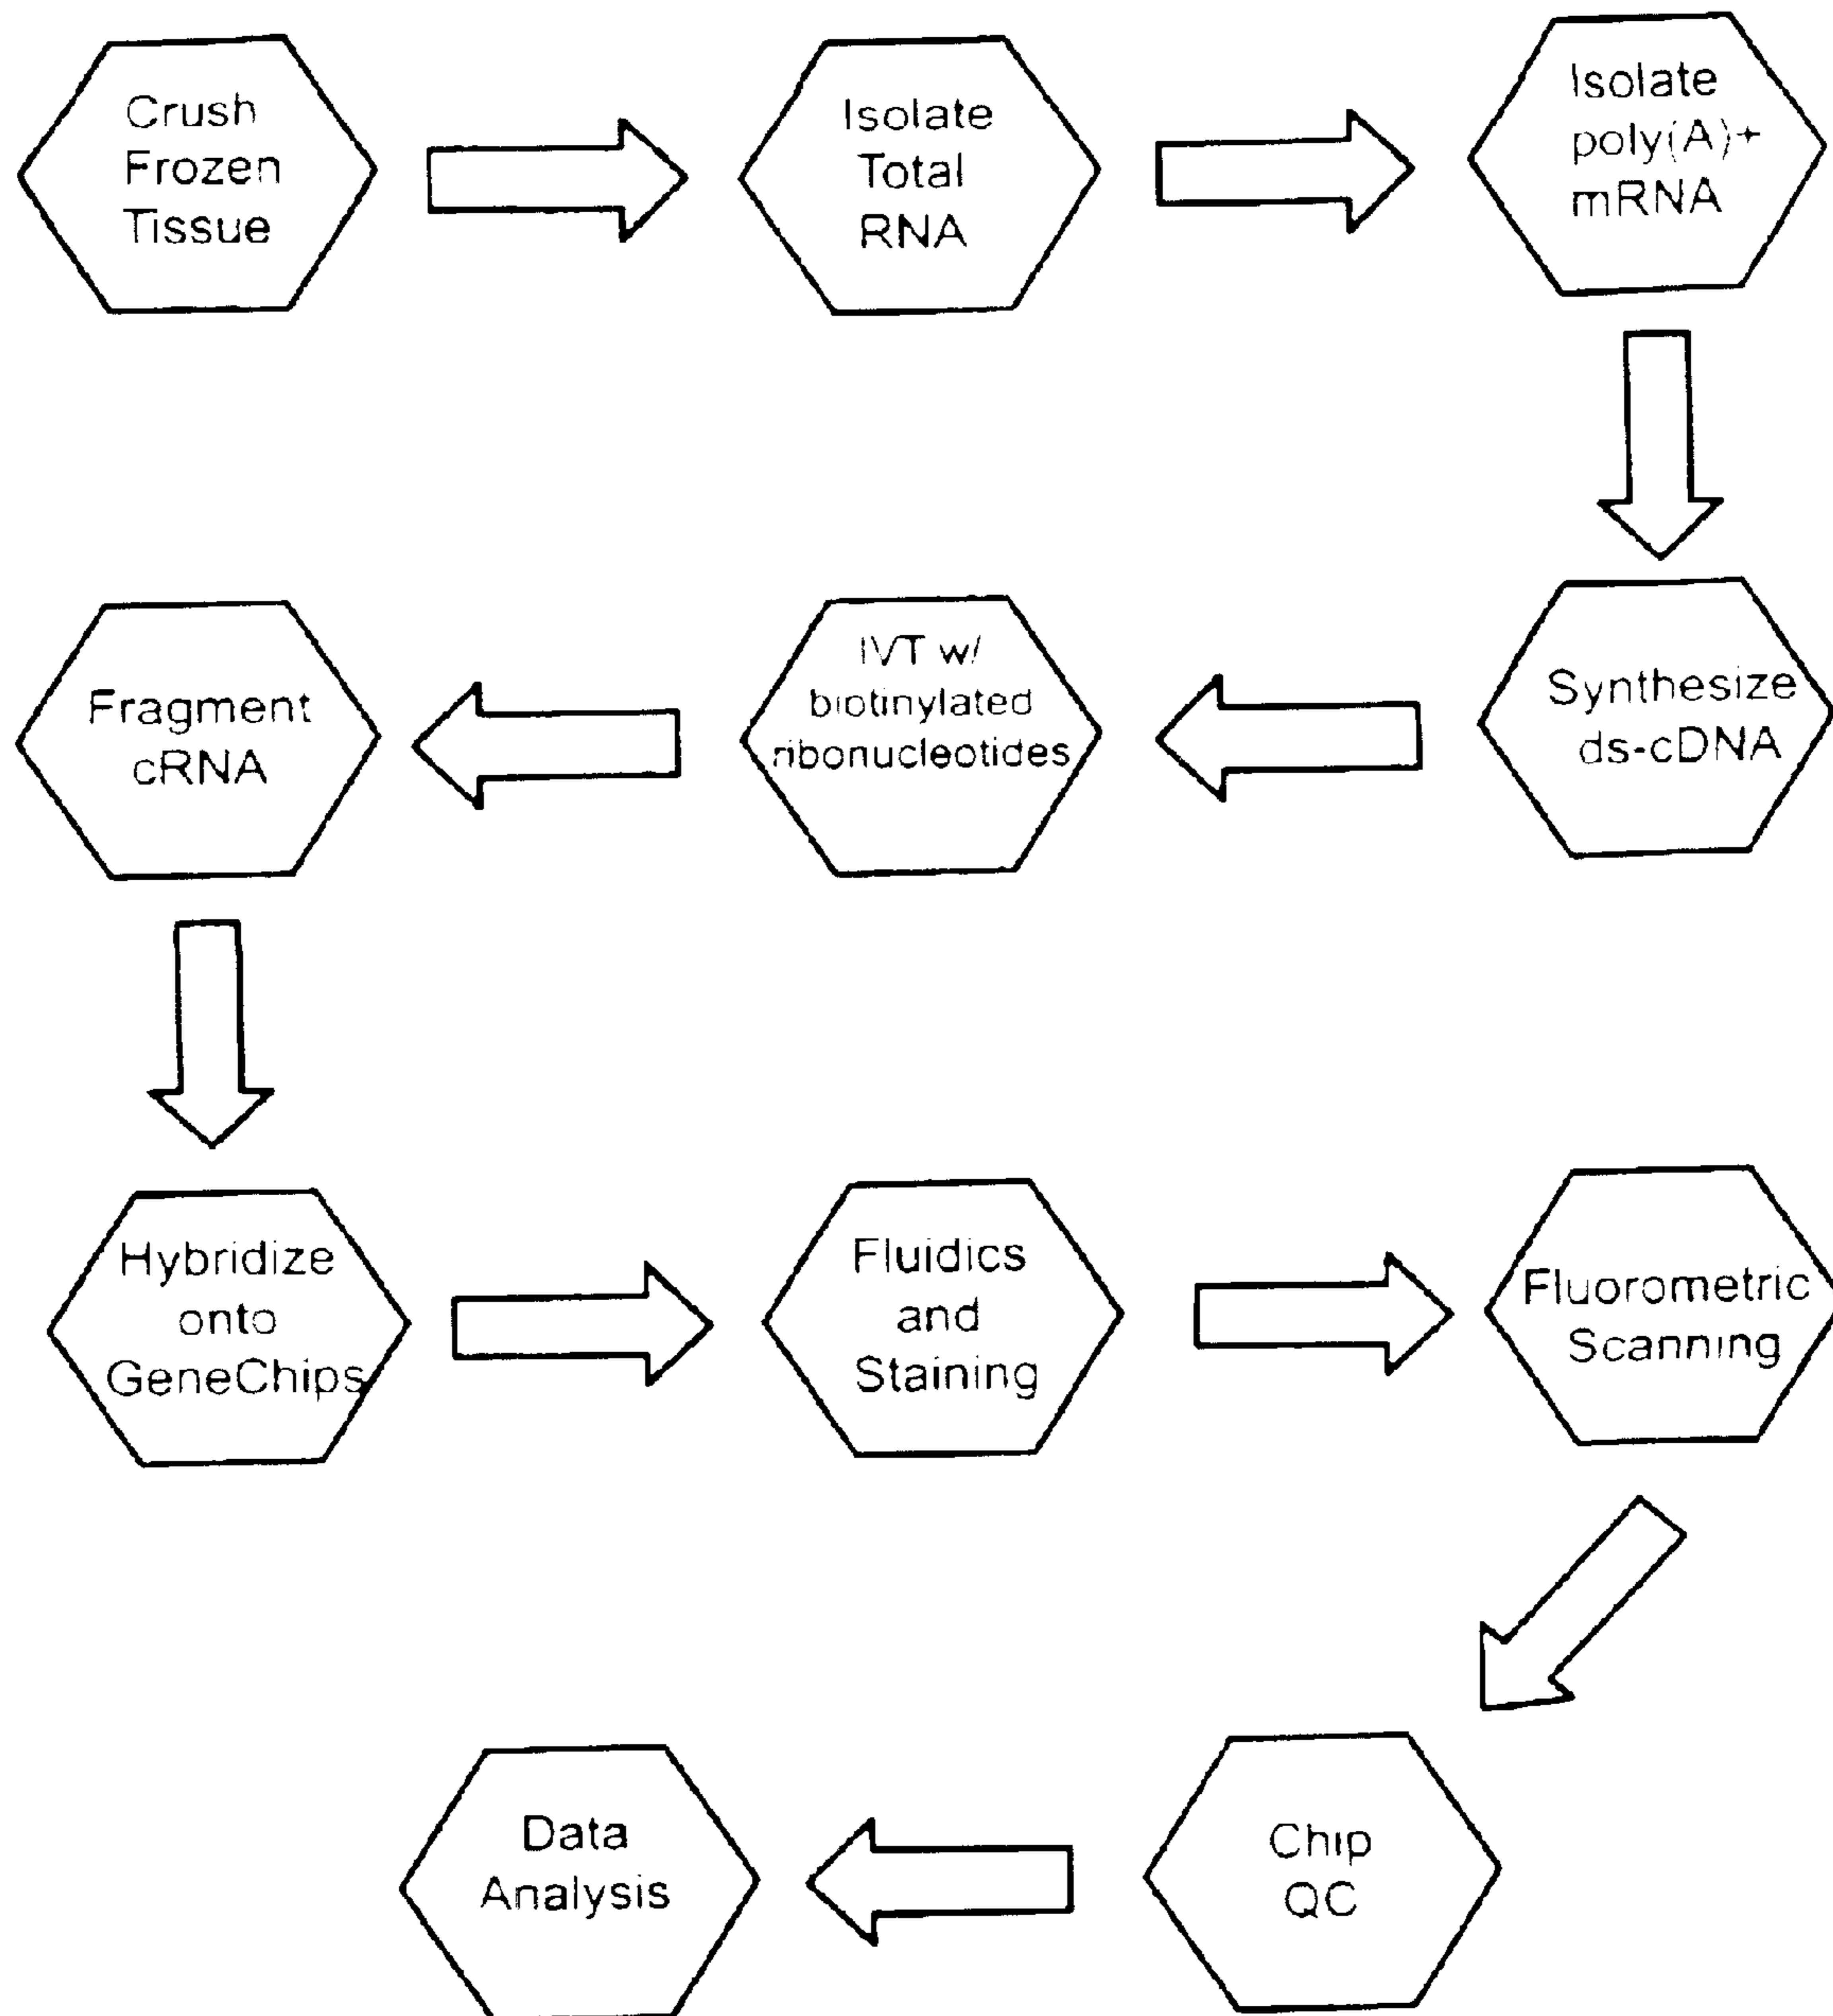 Crush
Frozen
Tissue
Isolate
Total
RNA
Isolate
poly(A)+
mRNA
Synthesize
ds-cDNA
IVT w/
biotinylated
ribonucleotides
Fragment
cRNA
Hybridize
onto
GeneChips
Fluidics
and
Staining
Fluorometric
Scanning
Chip
QC
Data
Analysis